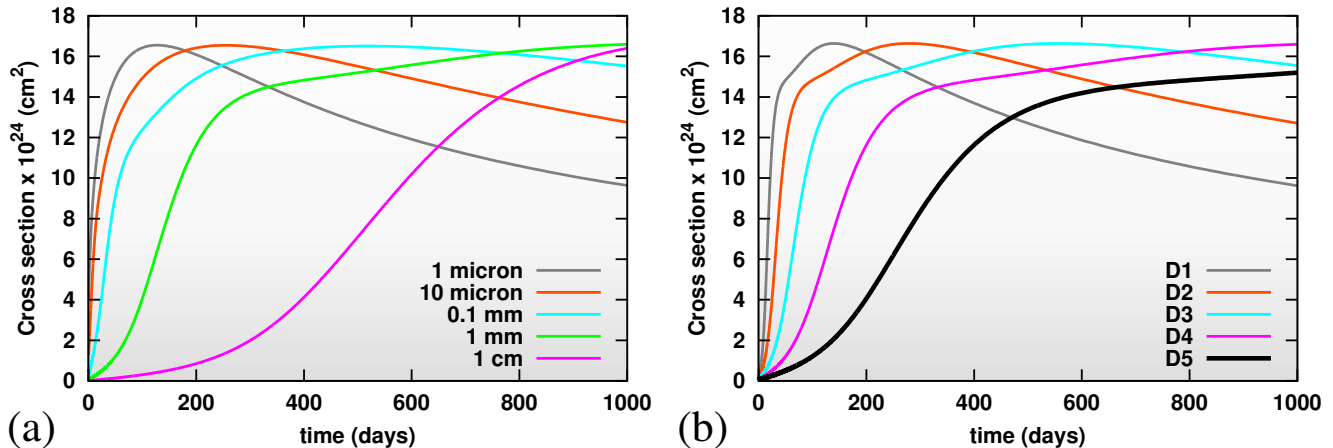 18
16
14
12
10
8
6
4
2
0
Cross section x 10^24 (cm^2)
1 micron
10 micron
0.1 mm
1 mm
1 cm
0 200 400 600 800 1000
time (days)
(a)
18
16
14
12
10
8
6
4
2
0
Cross section x 10^24 (cm^2)
D1
D2
D3
D4
D5
0 200 400 600 800 1000
time (days)
(b)